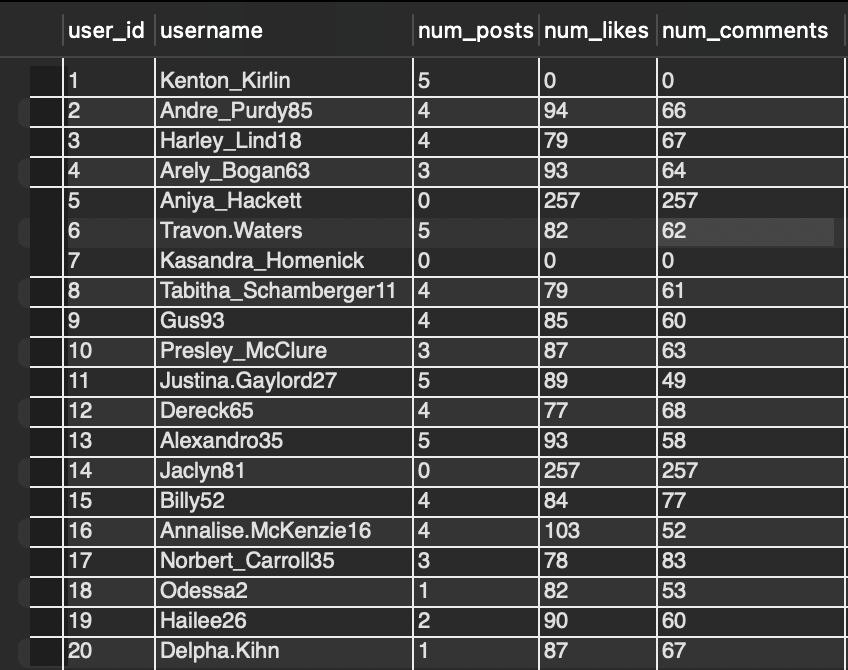 user_id username num_posts num_likes num_comments
1 Kenton_Kirlin 5 0 0
2 Andre_Purdy85 4 94 66
3 Harley_Lind18 4 79 67
4 Arely_Bogan63 3 93 64
5 Aniya_Hackett 0 257 257
6 Travon.Waters 5 82 62
7 Kasandra_Homenick 0 0 0
8 Tabitha_Schamberger11 4 79 61
9 Gus93 4 85 60
10 Presley_McClure 3 87 63
11 Justina.Gaylord27 5 89 49
12 Dereck65 4 77 68
13 Alexandro35 5 93 58
14 Jaclyn81 0 257 257
15 Billy52 4 84 77
16 Annalise.McKenzie16 4 103 52
17 Norbert_Carroll35 3 78 83
18 Odessa2 1 82 53
19 Hailee26 2 90 60
20 Delpha.Kihn 1 87 67